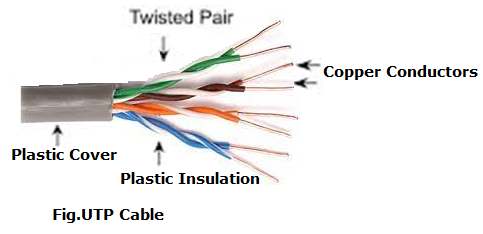 Twisted Pair
Copper Conductors
Plastic Cover
Plastic Insulation
Fig.UTP Cable